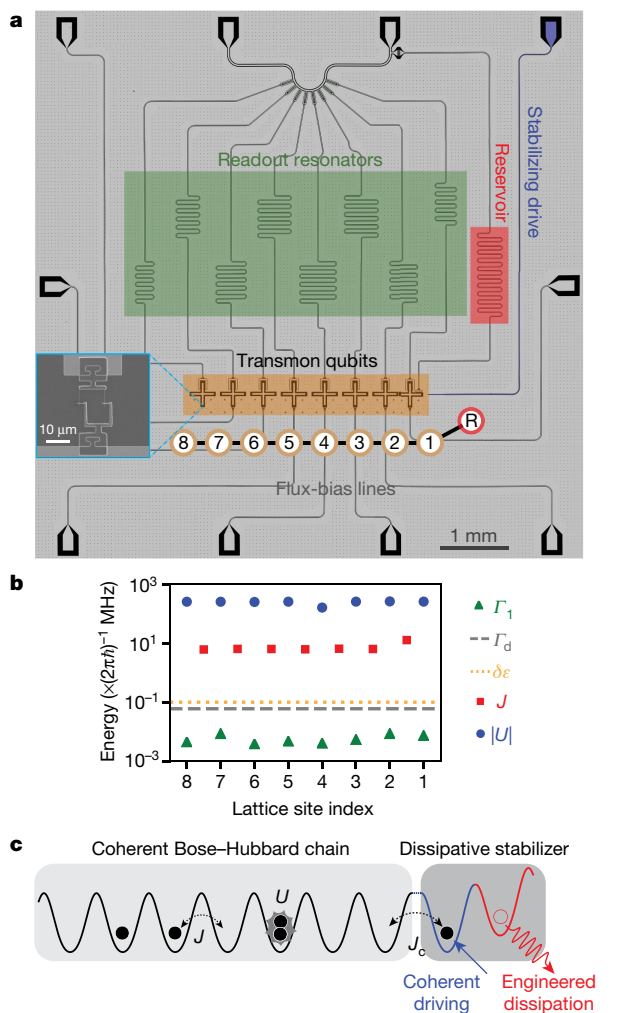 a
Readout resonators
Reservoir
Stabilizing drive
Transmon qubits
10 μm
R
8 7 6 5 4 3 2 1
Flux-bias lines
1 mm
b
Energy (×(2πℏ)⁻¹ MHz)
10³
10¹
10⁻¹
10⁻³
8 7 6 5 4 3 2 1
Lattice site index
Γ₁
Γd
δε
J
|U|
c
Coherent Bose–Hubbard chain
Dissipative stabilizer
U
J
Jc
Coherent
driving
Engineered
dissipation